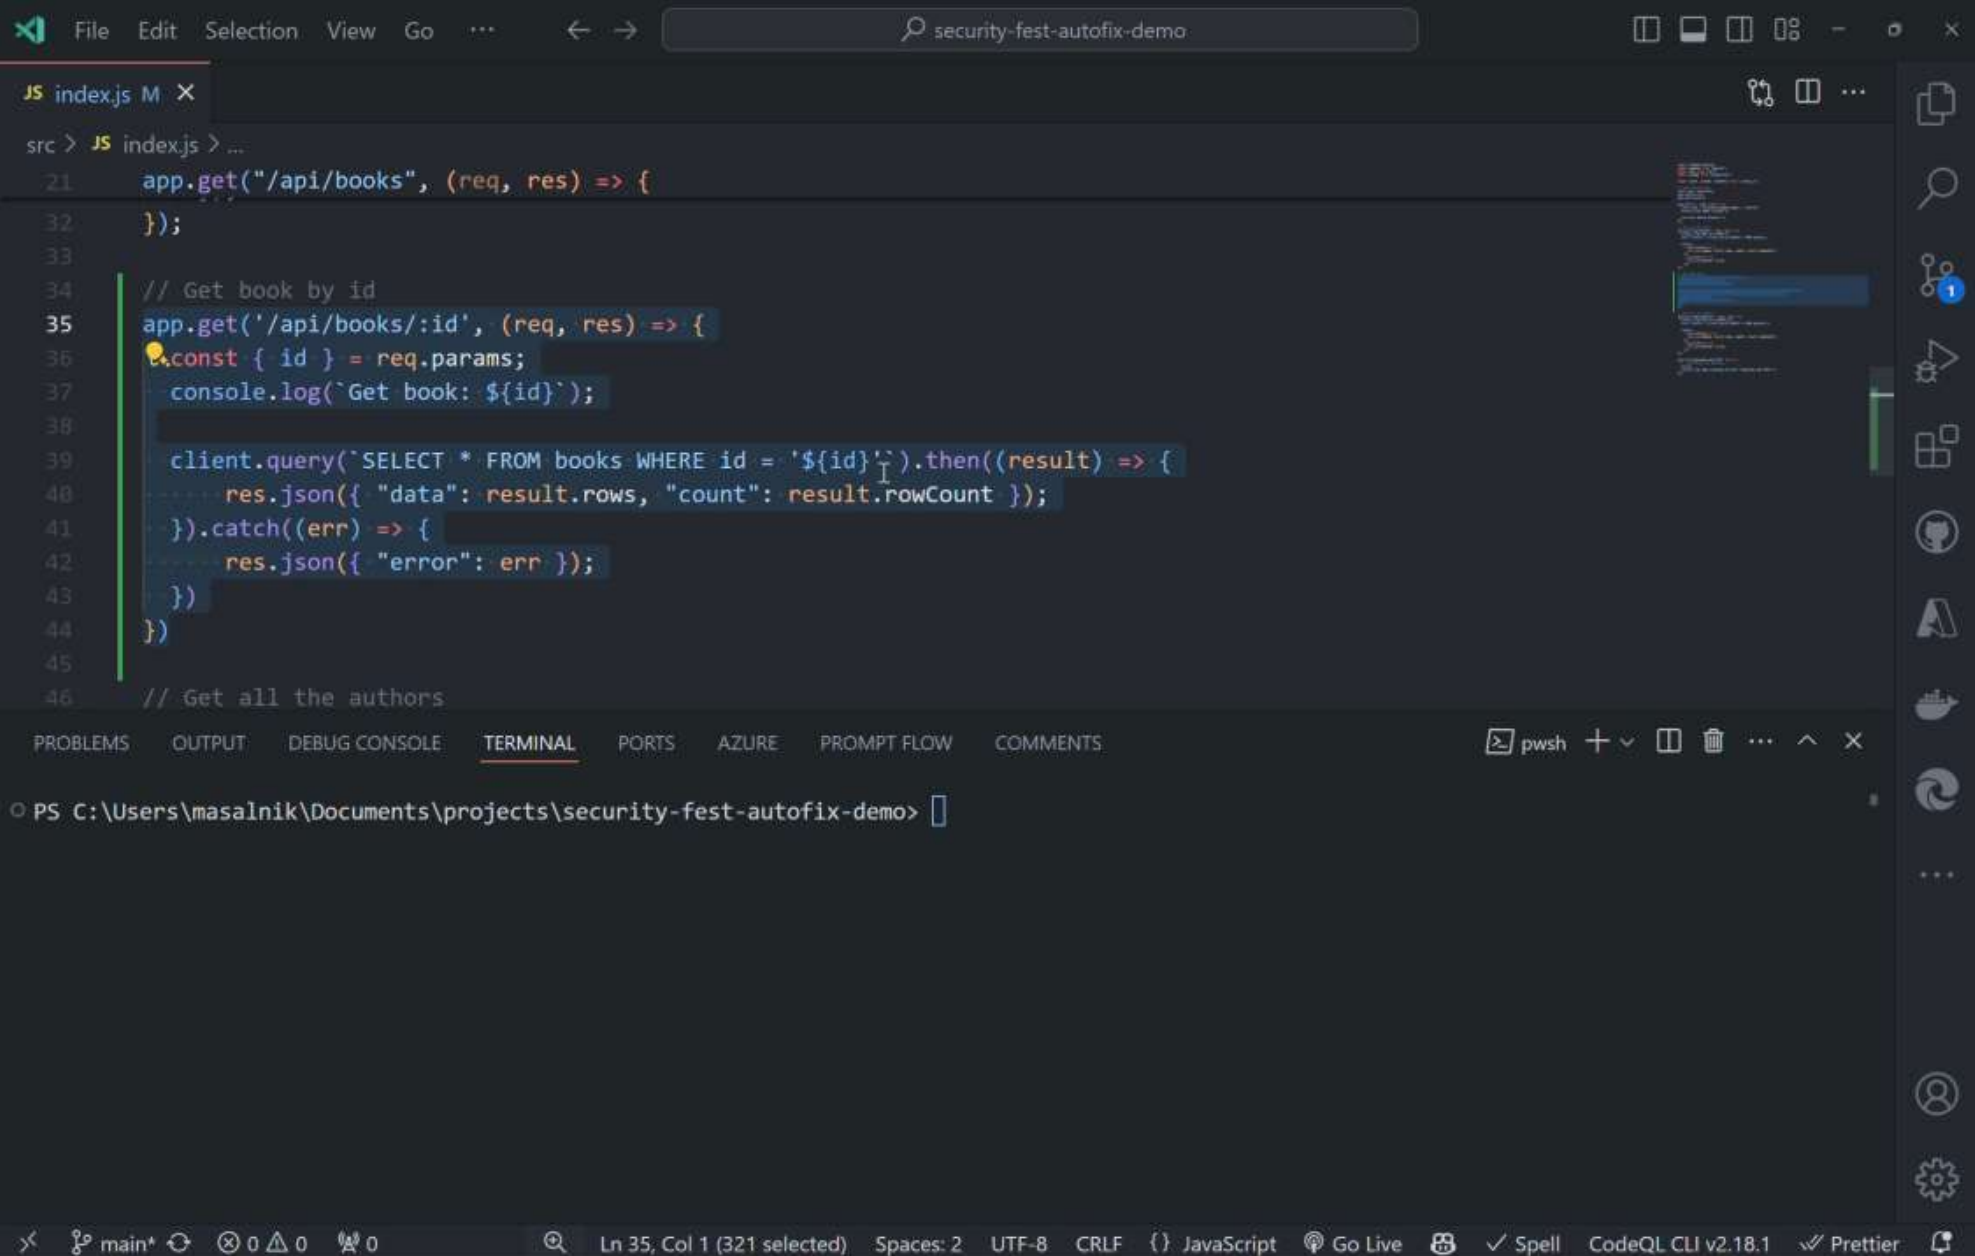 File Edit Selection View Go ··· security-fest-autofix-demo
JS index.js M
src > JS index.js > ...
21 app.get("/api/books", (req, res) => {
32 });
33
34 // Get book by id
35 app.get('/api/books/:id', (req, res) => {
36 const { id } = req.params;
37 console.log(`Get book: ${id}`);
38
39 client.query(`SELECT * FROM books WHERE id = '${id}'`).then((result) => {
40 res.json({ "data": result.rows, "count": result.rowCount });
41 }).catch((err) => {
42 res.json({ "error": err });
43 })
44 })
45
46 // Get all the authors
PROBLEMS OUTPUT DEBUG CONSOLE TERMINAL PORTS AZURE PROMPT FLOW COMMENTS pwsh
PS C:\Users\masalnik\Documents\projects\security-fest-autofix-demo>
1
main* 0 0 0 Ln 35, Col 1 (321 selected) Spaces: 2 UTF-8 CRLF {} JavaScript Go Live Spell CodeQL CLI v2.18.1 Prettier